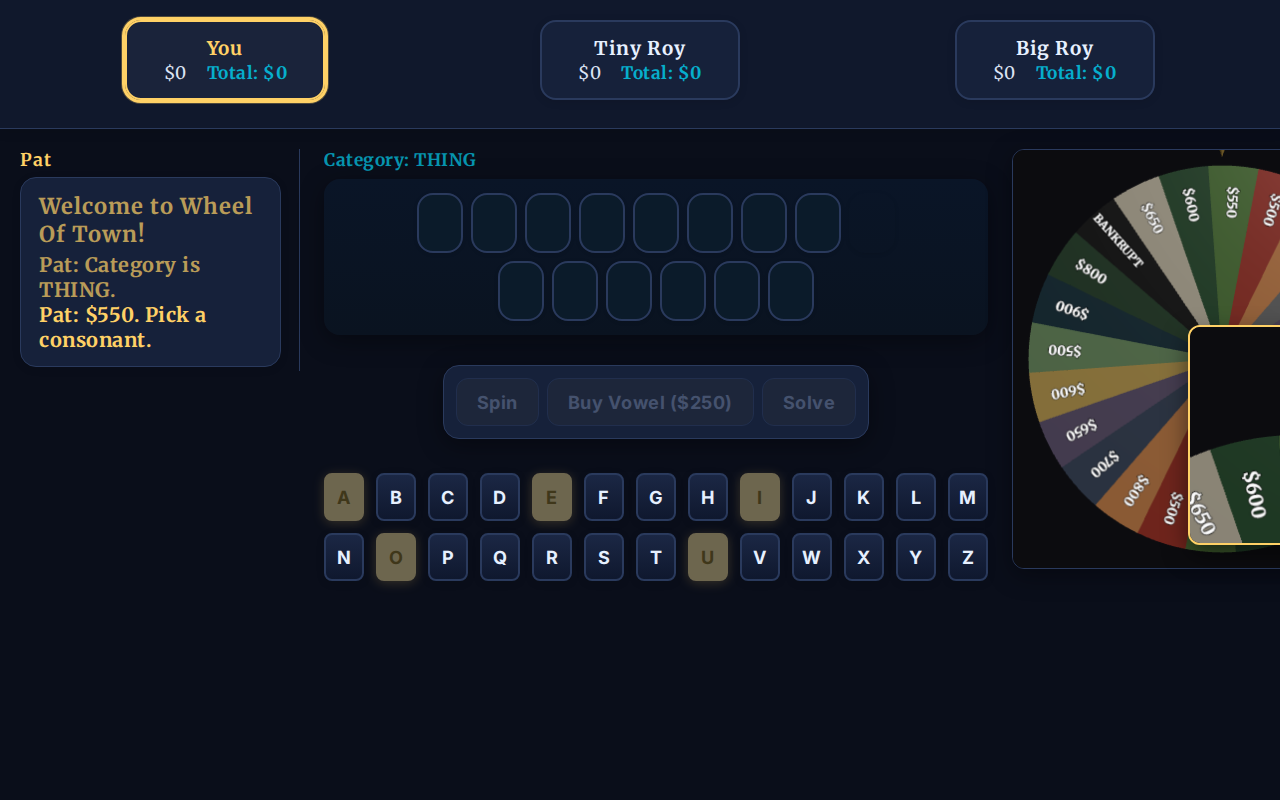 You
$0 Total: $0
Tiny Roy
$0 Total: $0
Big Roy
$0 Total: $0
Pat
Welcome to Wheel
Of Town!
Pat: Category is
THING.
Pat: $550. Pick a
consonant.
Category: THING
Spin
Buy Vowel ($250)
Solve
A B C D E F G H I J K L M
N O P Q R S T U V W X Y Z
BANKRUPT
$650
$600
$550
$500
$800
$900
$500
$600
$650
$700
$800
$500
$650
$600